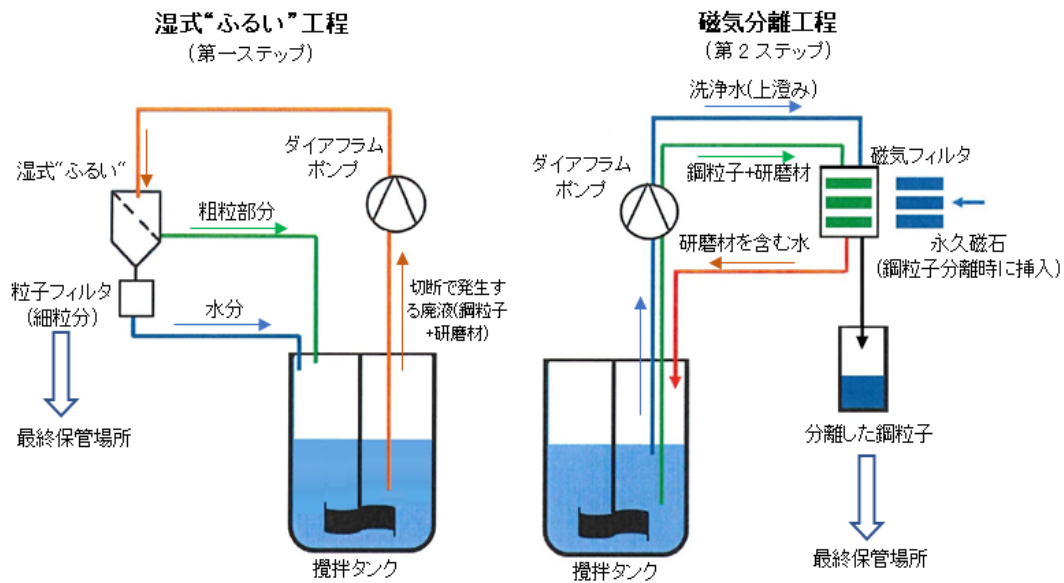 湿式“ふるい”工程
(第一ステップ)
湿式“ふるい“
ダイアフラム
ポンプ
粗粒部分
粒子フィルタ
(細粒分)
水分
切断で発生す
る廃液(鋼粒子
+研磨材)
最終保管場所
攪拌タンク
磁気分離工程
(第２ステップ)
洗浄水(上澄み)
ダイアフラム
ポンプ
鋼粒子+研磨材
磁気フィルタ
研磨材を含む水
永久磁石
(鋼粒子分離時に挿入)
分離した鋼粒子
最終保管場所
攪拌タンク